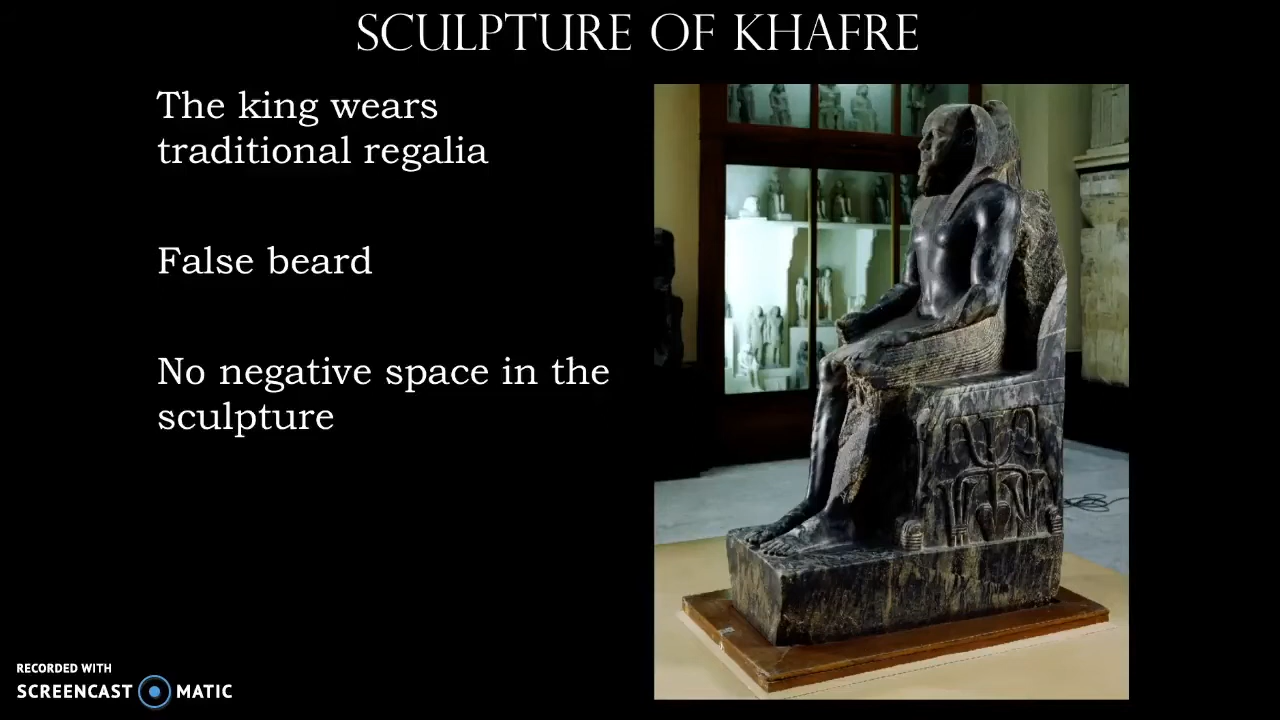 SCULPTURE OF KHAFRE
The king wears
traditional regalia
False beard
No negative space in the
sculpture
RECORDED WITH
SCREENCAST MATIC